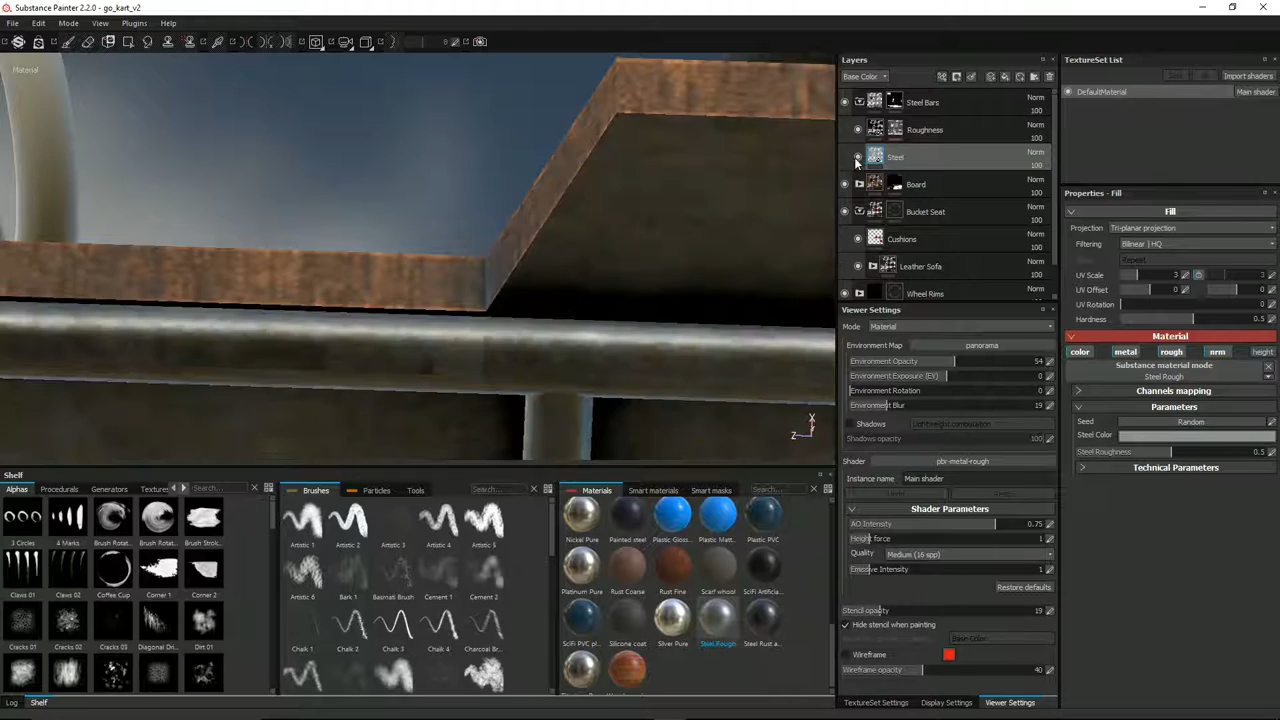 Substance Painter 2.2.0 - go_kart_v2
File Edit Mode View Plugins Help
Material
Z
Layers
Base Color
Steel Bars Norm 100
Roughness Norm 100
Steel Norm 100
Board Norm 100
Bucket Seat Norm 100
Cushions Norm 100
Leather Sofa Norm 100
Wheel Rims Norm
Viewer Settings
Mode Material
Environment Map panorama
Environment Opacity 54
Environment Exposure (EV) 0
Environment Rotation 0
Environment Blur 19
Shadows Lightweight computation
Shadows opacity 100
Shader pbr-metal-rough
Instance name Main shader
Shader Parameters
AO Intensity 0.75
Height force 1
Quality Medium (16 spp)
Emissive Intensity 1
Restore defaults
Stencil opacity 19
Hide stencil when painting
Base Color
Wireframe
Wireframe opacity 40
TextureSet Settings Display Settings Viewer Settings
TextureSet List
Import shaders
DefaultMaterial Main shader
Properties - Fill
Fill
Projection Tri-planar projection
Filtering Bilinear | HQ
Repeat
UV Scale 3 3
UV Offset 0 0
UV Rotation 0
Hardness 0.5
Material
color metal rough nrm height
Substance material mode
Steel Rough
Channels mapping
Parameters
Seed Random
Steel Color
Steel Roughness 0.5
Technical Parameters
Shelf
Alphas Procedurals Generators Textures Search...
3 Circles 4 Marks Brush Rotat... Brush Rotat... Brush Strok...
Claws 01 Claws 02 Coffee Cup Corner 1 Corner 2
Cracks 01 Cracks 02 Cracks 03 Diagonal Dri... Dirt 01
Brushes Particles Tools Search...
Artistic 1 Artistic 2 Artistic 3 Artistic 4 Artistic 5
Artistic 6 Bark 1 Basmati Brush Cement 1 Cement 2
Chalk 1 Chalk 2 Chalk 3 Chalk 4 Charcoal Br...
Materials Smart materials Smart masks Search...
Nickel Pure Painted steel Plastic Gloss... Plastic Matt... Plastic PVC
Platinum Pure Rust Coarse Rust Fine Scarf wool SciFi Artificia...
SciFi PVC pl... Silicone coat Silver Pure Steel Rough Steel Rust a...
Log Shelf